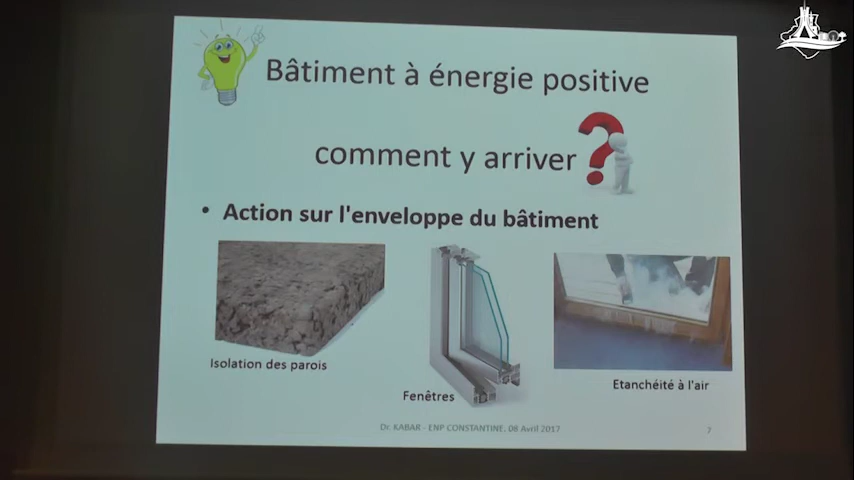 Bâtiment à énergie positive
comment y arriver
• Action sur l'enveloppe du bâtiment
Isolation des parois
Fenêtres
Etanchéité à l'air
Dr. KABAR - ENP CONSTANTINE, 08 Avril 2017
7